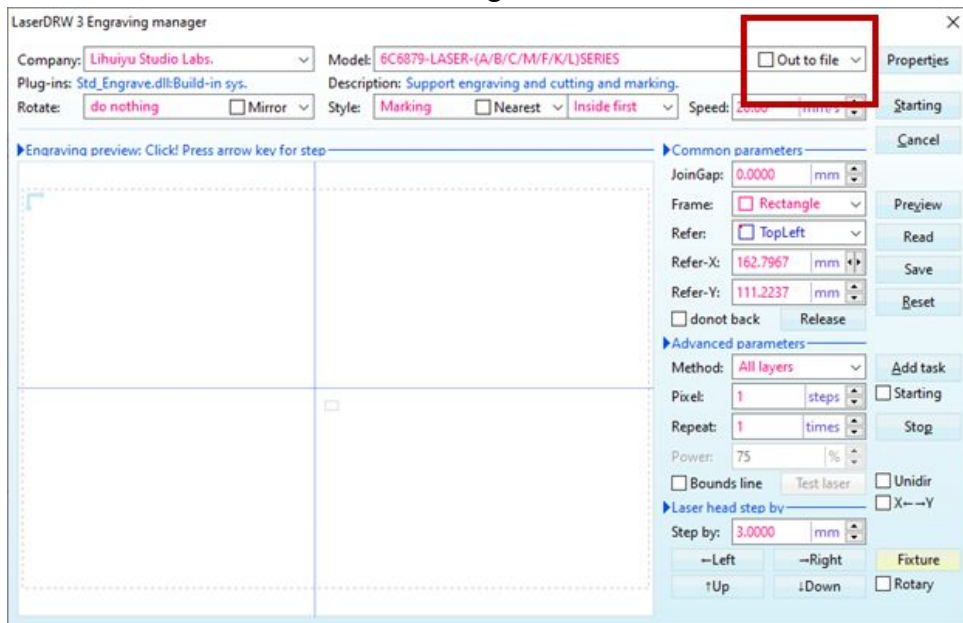 LaserDRW 3 Engraving manager
Company: Lihuiyu Studio Labs. Model: 6C6879-LASER-(A/B/C/M/F/K/L)SERIES Out to file Properties
Plug-ins: Std_Engrave.dll:Build-in sys. Description: Support engraving and cutting and marking.
Rotate: do nothing Mirror Style: Marking Nearest Inside first Speed: 20.00 mm/s Starting
Cancel
Engraving preview: Click! Press arrow key for step Common parameters
JoinGap: 0.0000 mm
Frame: Rectangle Preview
Refer: TopLeft Read
Refer-X: 162.7967 mm Save
Refer-Y: 111.2237 mm Reset
donot back Release
Advanced parameters
Method: All layers Add task
Pixel: 1 steps Starting
Repeat: 1 times Stop
Power: 75 %
Bounds line Test laser Unidir
X←→Y
Laser head step by
Step by: 3.0000 mm
←Left →Right Fixture
↑Up ↓Down Rotary